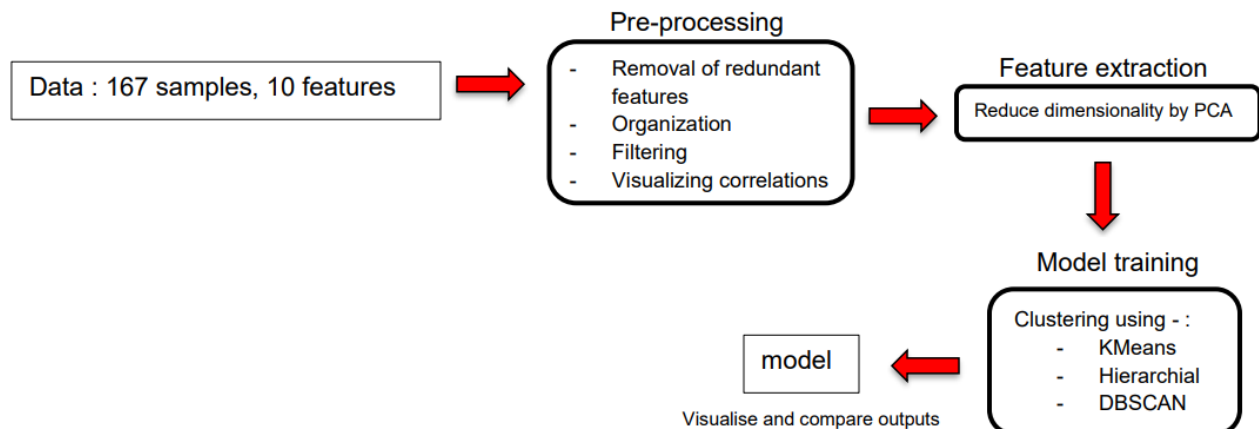 Data : 167 samples, 10 features
Pre-processing
- Removal of redundant
features
- Organization
- Filtering
- Visualizing correlations
Feature extraction
Reduce dimensionality by PCA
Model training
Clustering using - :
- KMeans
- Hierarchial
- DBSCAN
model
Visualise and compare outputs